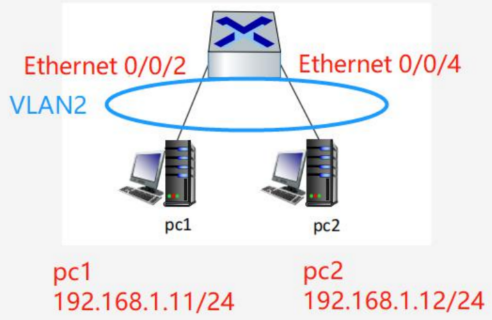 Ethernet 0/0/2
Ethernet 0/0/4
VLAN2
pc1
pc2
pc1
192.168.1.11/24
pc2
192.168.1.12/24